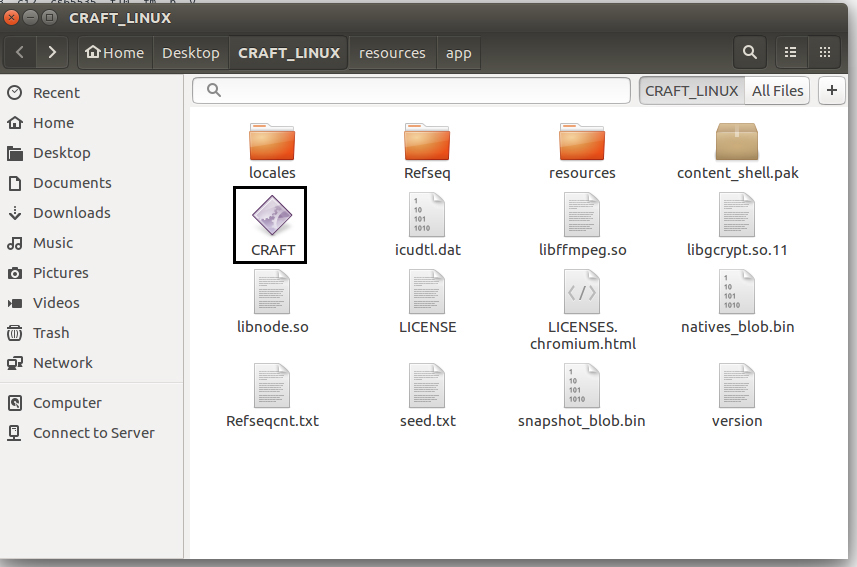 CRAFT_LINUX
Home Desktop CRAFT_LINUX resources app
Recent
Home
Desktop
Documents
Downloads
Music
Pictures
Videos
Trash
Network
Computer
Connect to Server
CRAFT_LINUX All Files +
locales
Refseq
resources
content_shell.pak
CRAFT
1
10
101
1010
icudtl.dat
libffmpeg.so
libgcrypt.so.11
libnode.so
LICENSE
</>
LICENSES.
chromium.html
1
10
101
1010
natives_blob.bin
Refseqcnt.txt
seed.txt
1
10
101
1010
snapshot_blob.bin
version